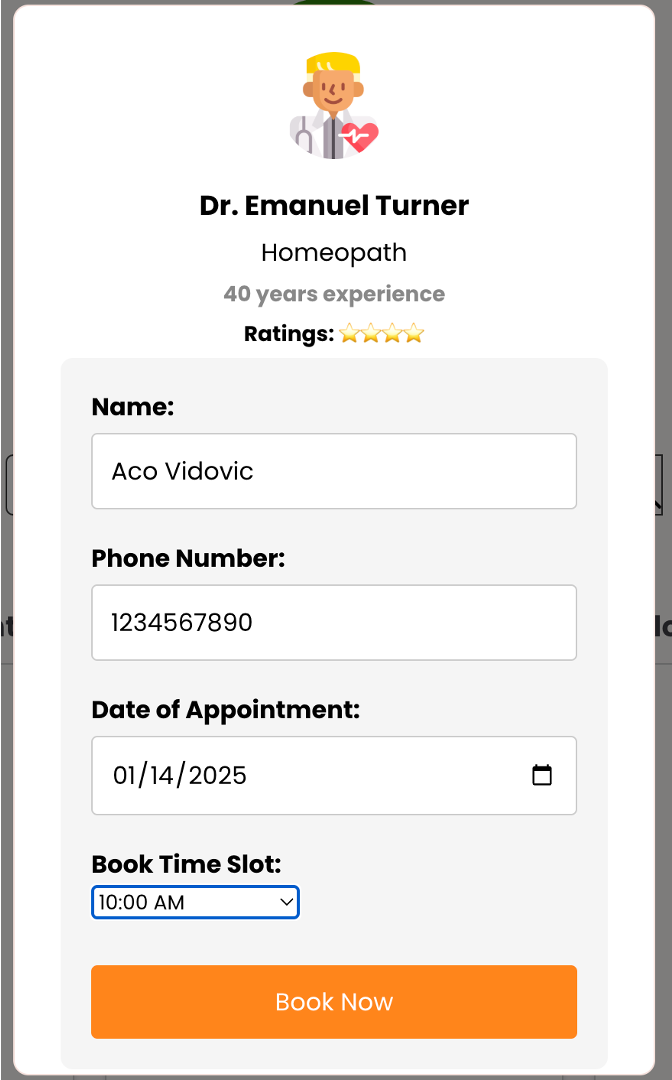 Dr. Emanuel Turner
Homeopath
40 years experience
Ratings: ⭐⭐⭐⭐
Name:
Aco Vidovic
Phone Number:
1234567890
Date of Appointment:
01/14/2025
Book Time Slot:
10:00 AM
Book Now